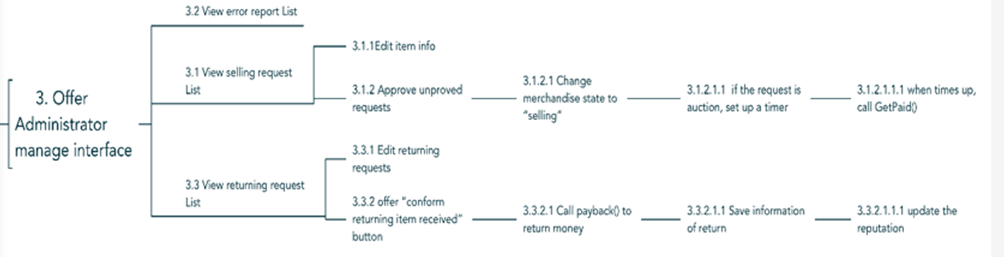 3.2 View error report List
3.1.1Edit item info
3.1 View selling request
List
3.1.2 Approve unproved
requests
3.1.2.1 Change
merchandise state to
"selling"
3.1.2.1.1 if the request is
auction, set up a timer
3.1.2.1.1.1 when times up,
call GetPaid()
3. Offer
Administrator
manage interface
3.3.1 Edit returning
requests
3.3 View returning request
List
3.3.2 offer "conform
returning item received"
button
3.3.2.1 Call payback() to
return money
3.3.2.1.1 Save information
of return
3.3.2.1.1.1 update the
reputation